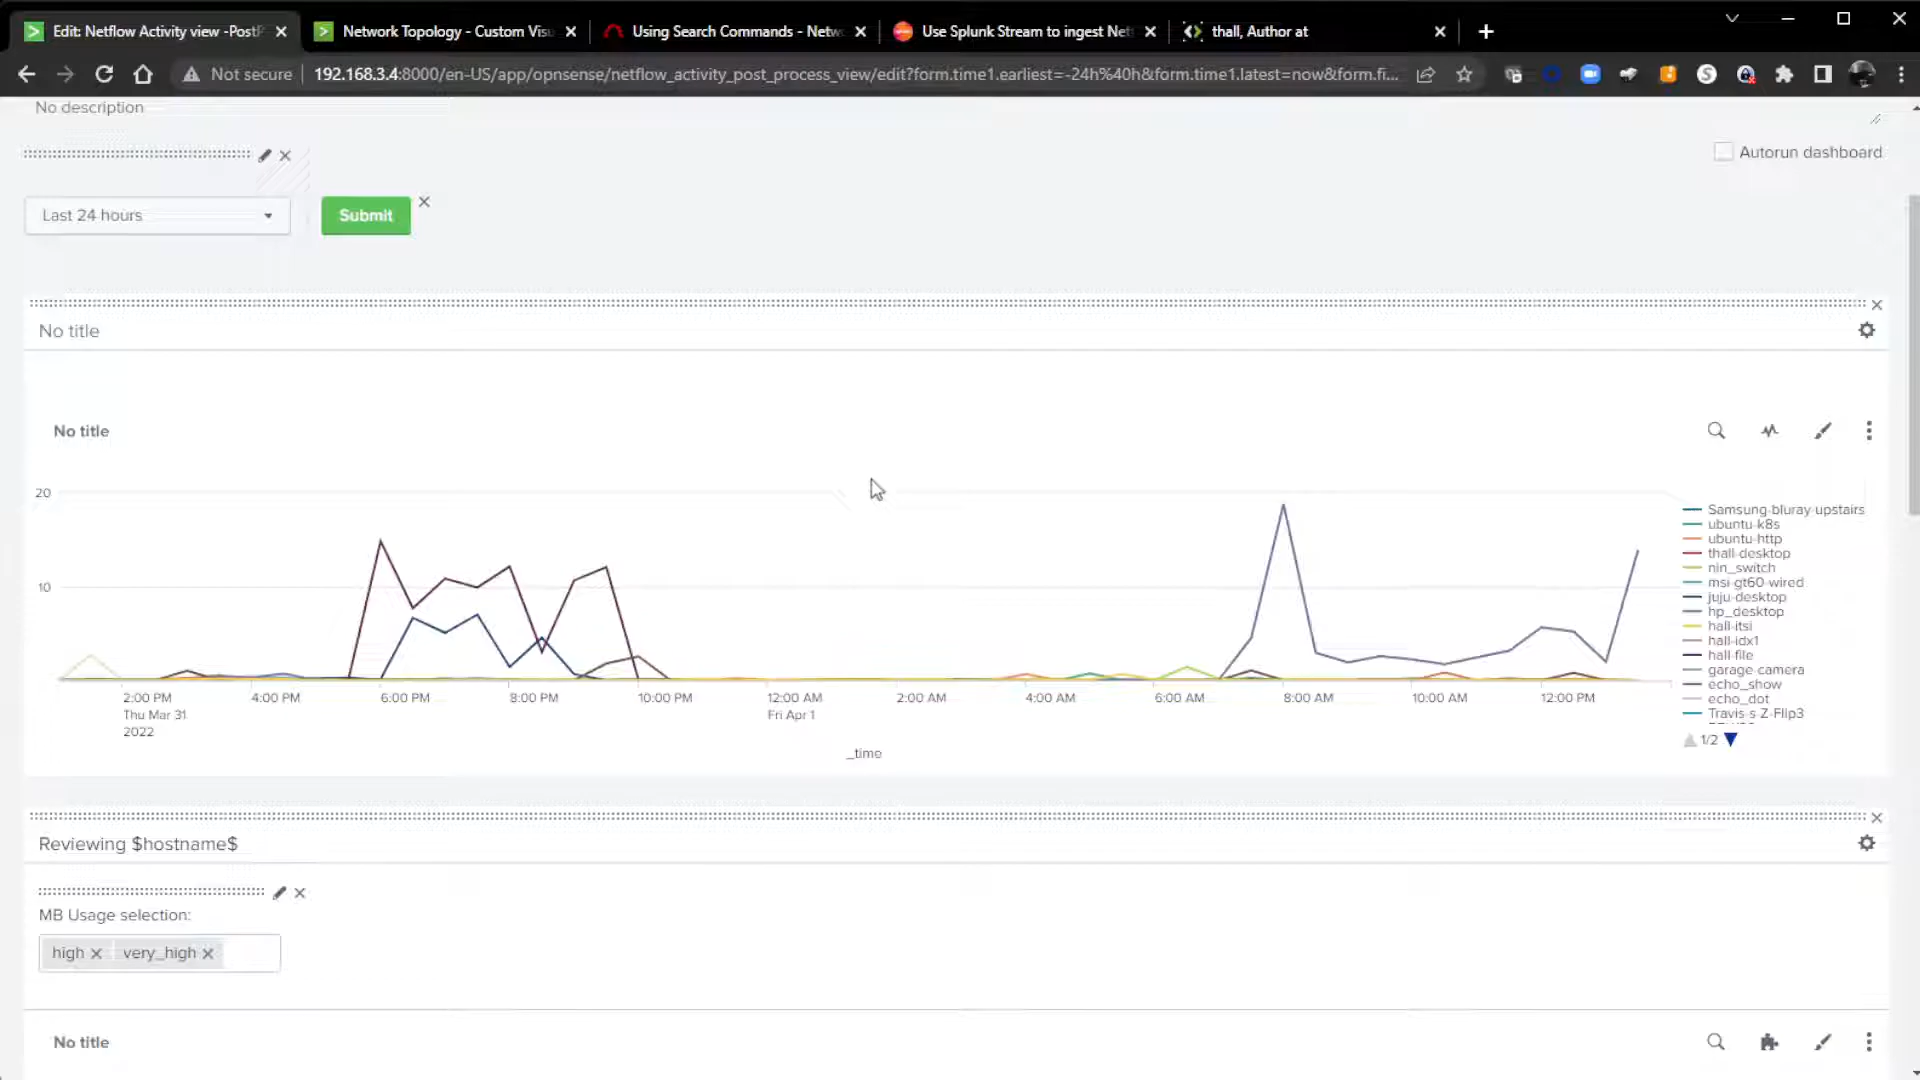 Edit: Netflow Activity view -PostP
Network Topology - Custom Visu
Using Search Commands - Netw
Use Splunk Stream to ingest Net
thall, Author at
Not secure
192.168.3.4:8000/en-US/app/opnsense/netflow_activity_post_process_view/edit?form.time1.earliest=-24h%40h&form.time1.latest=now&form.fi...
No description
Autorun dashboard
Last 24 hours
Submit
No title
No title
20
10
Samsung-bluray-upstairs
ubuntu-k8s
ubuntu-http
thall-desktop
nin_switch
msi-gt60-wired
juju-desktop
hp_desktop
hall-itsi
hall-idx1
hall-file
garage-camera
echo_show
echo_dot
Travis-s Z-Flip3
1/2
2:00 PM
4:00 PM
6:00 PM
8:00 PM
10:00 PM
12:00 AM
2:00 AM
4:00 AM
6:00 AM
8:00 AM
10:00 AM
12:00 PM
Thu Mar 31
Fri Apr 1
2022
_time
Reviewing $hostname$
MB Usage selection:
high
very_high
No title